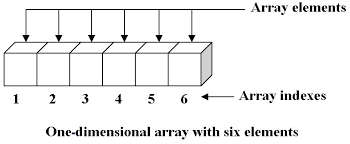 Array elements
1 2 3 4 5 6
Array indexes
One-dimensional array with six elements